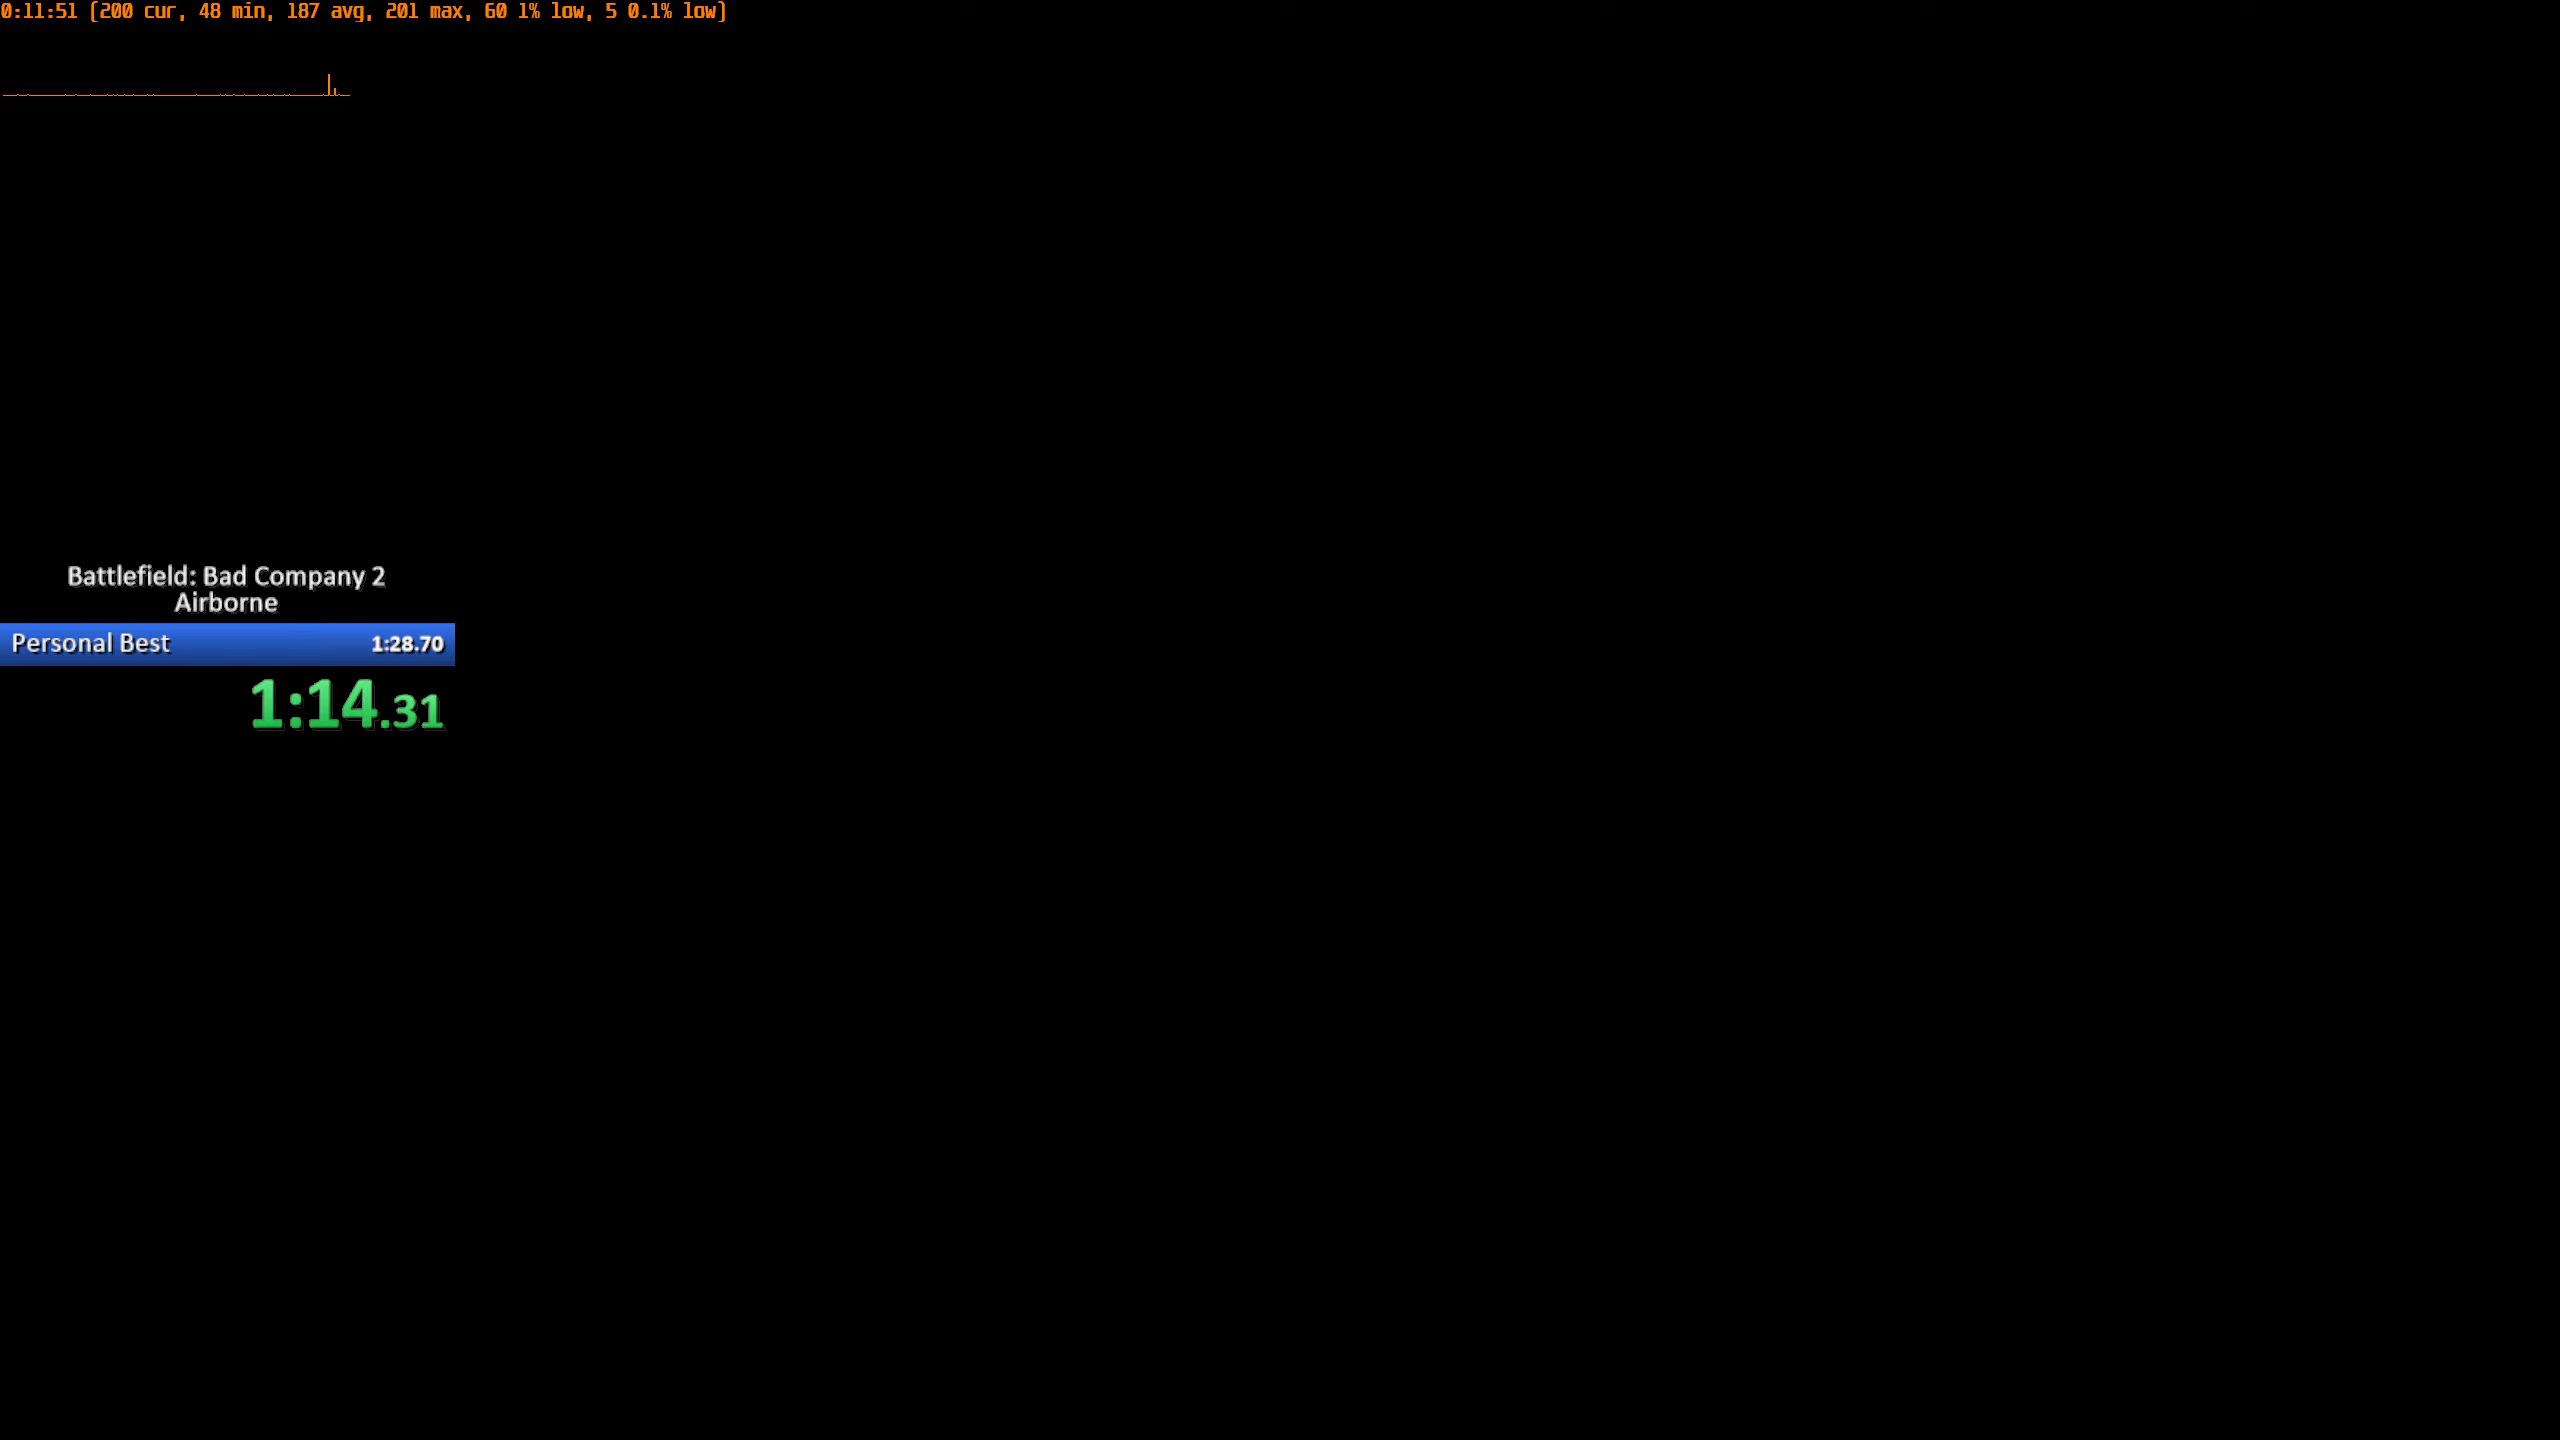 0:11:51 [200 cur, 48 min, 187 avg, 201 max, 60 1% low, 5 0.1% low]
Battlefield: Bad Company 2
Airborne
Personal Best 1:28.70
1:14.31